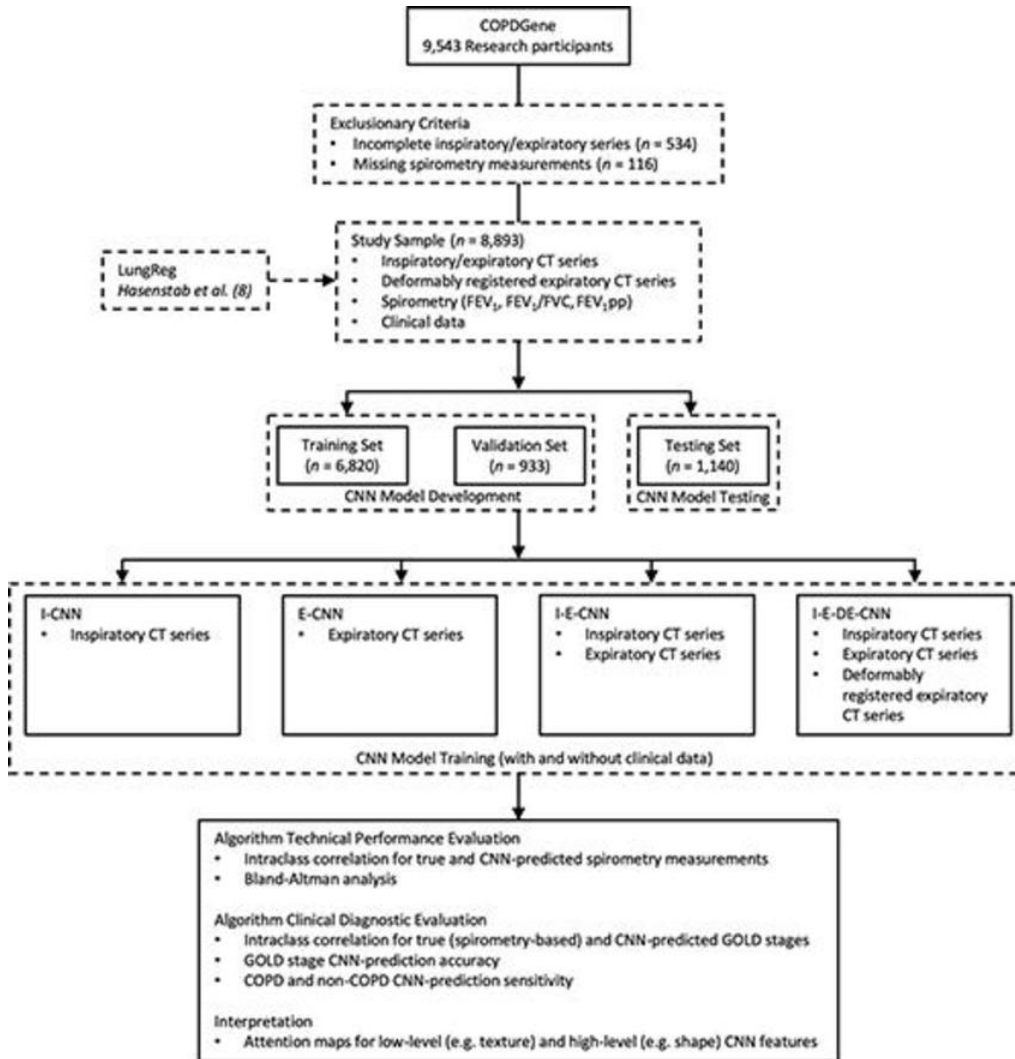 COPDGene
9,543 Research participants
Exclusionary Criteria
• Incomplete inspiratory/expiratory series (n = 534)
• Missing spirometry measurements (n = 116)
LungReg
Hasenstab et al. (8)
Study Sample (n = 8,893)
• Inspiratory/expiratory CT series
• Deformably registered expiratory CT series
• Spirometry (FEV₁, FEV₁/FVC, FEV₁pp)
• Clinical data
Training Set
(n = 6,820)
Validation Set
(n = 933)
CNN Model Development
Testing Set
(n = 1,140)
CNN Model Testing
I-CNN
• Inspiratory CT series
E-CNN
• Expiratory CT series
I-E-CNN
• Inspiratory CT series
• Expiratory CT series
I-E-DE-CNN
• Inspiratory CT series
• Expiratory CT series
• Deformably
registered expiratory
CT series
CNN Model Training (with and without clinical data)
Algorithm Technical Performance Evaluation
• Intraclass correlation for true and CNN-predicted spirometry measurements
• Bland-Altman analysis
Algorithm Clinical Diagnostic Evaluation
• Intraclass correlation for true (spirometry-based) and CNN-predicted GOLD stages
• GOLD stage CNN-prediction accuracy
• COPD and non-COPD CNN-prediction sensitivity
Interpretation
• Attention maps for low-level (e.g. texture) and high-level (e.g. shape) CNN features